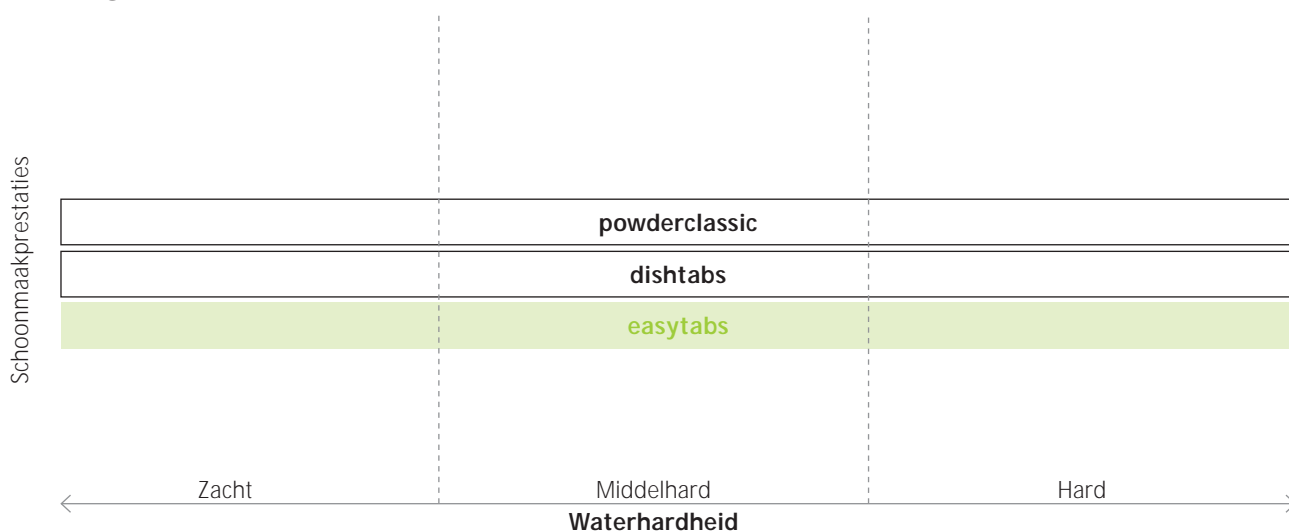 Schoonmaakprestaties
powderclassic
dishtabs
easytabs
Zacht
Middelhard
Hard
Waterhardheid